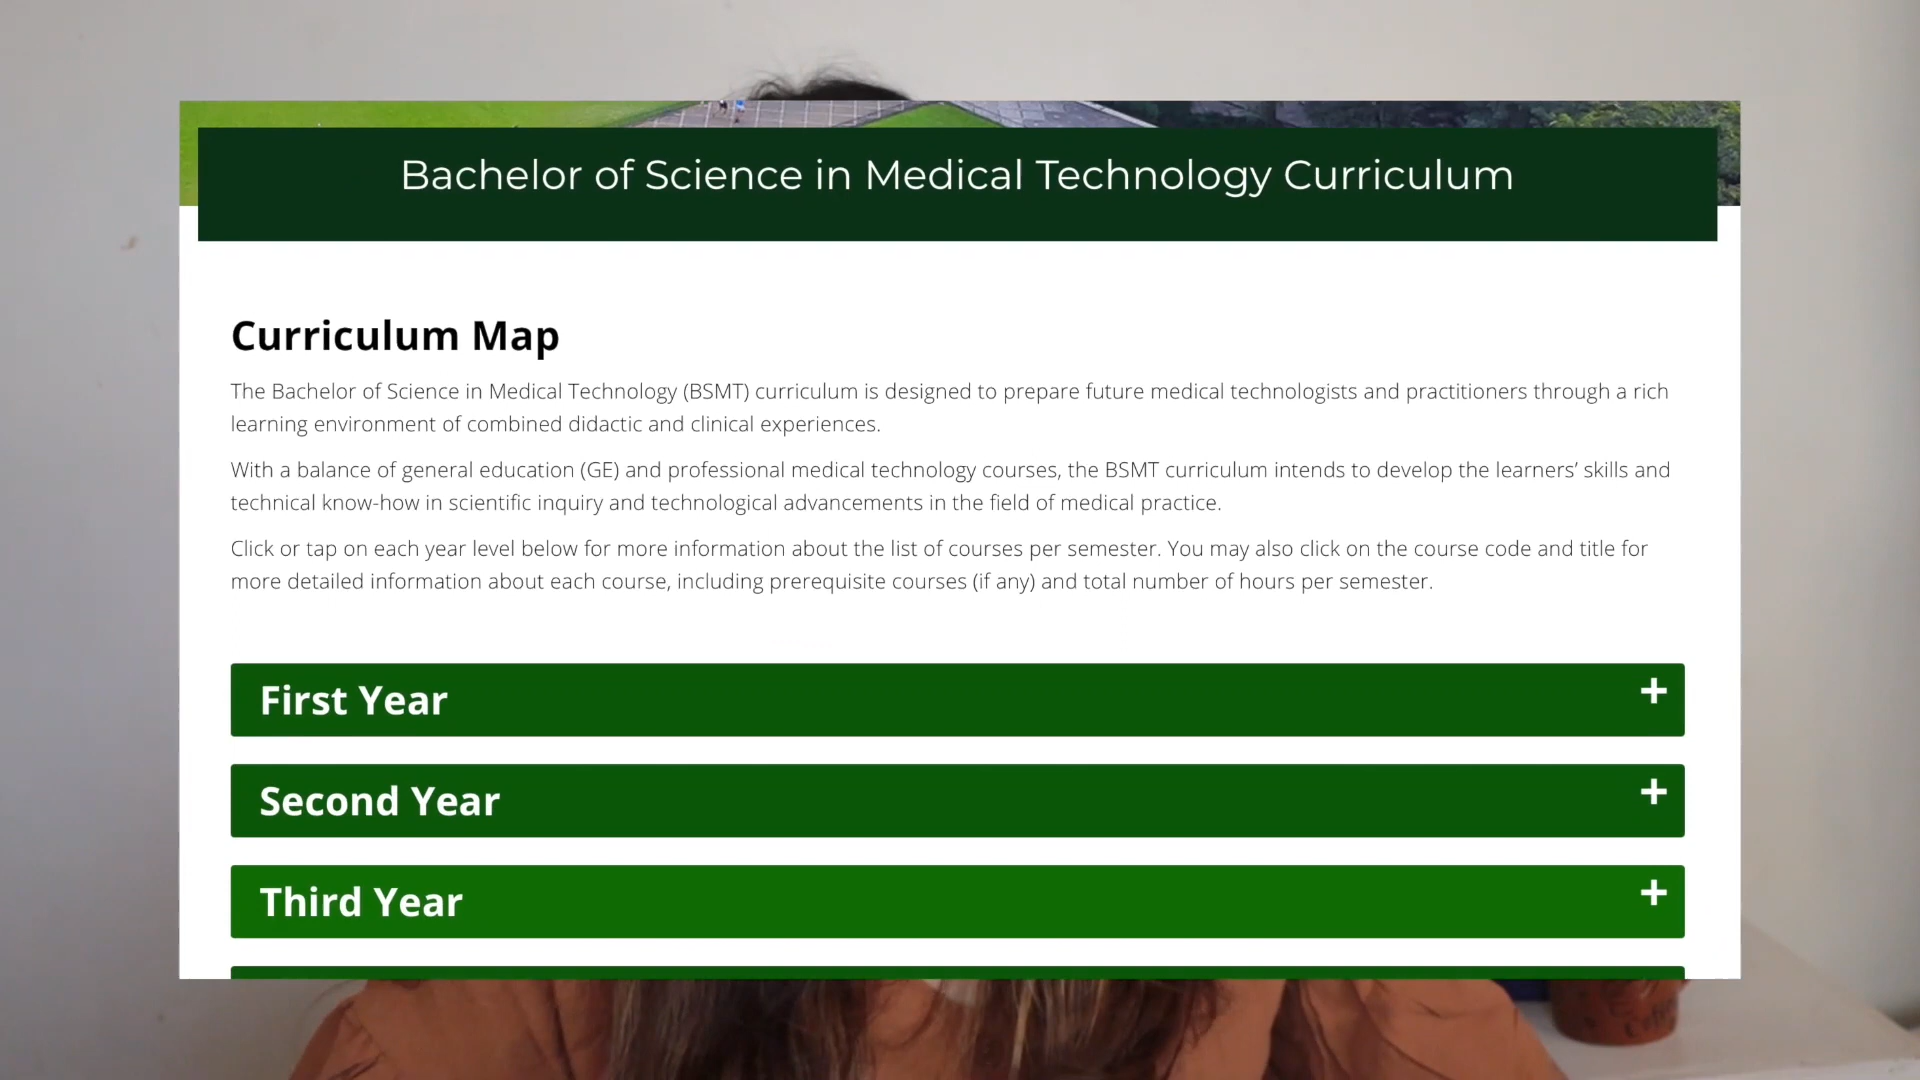 Bachelor of Science in Medical Technology Curriculum
Curriculum Map
The Bachelor of Science in Medical Technology (BSMT) curriculum is designed to prepare future medical technologists and practitioners through a rich
learning environment of combined didactic and clinical experiences.
With a balance of general education (GE) and professional medical technology courses, the BSMT curriculum intends to develop the learners’ skills and
technical know-how in scientific inquiry and technological advancements in the field of medical practice.
Click or tap on each year level below for more information about the list of courses per semester. You may also click on the course code and title for
more detailed information about each course, including prerequisite courses (if any) and total number of hours per semester.
First Year +
Second Year +
Third Year +